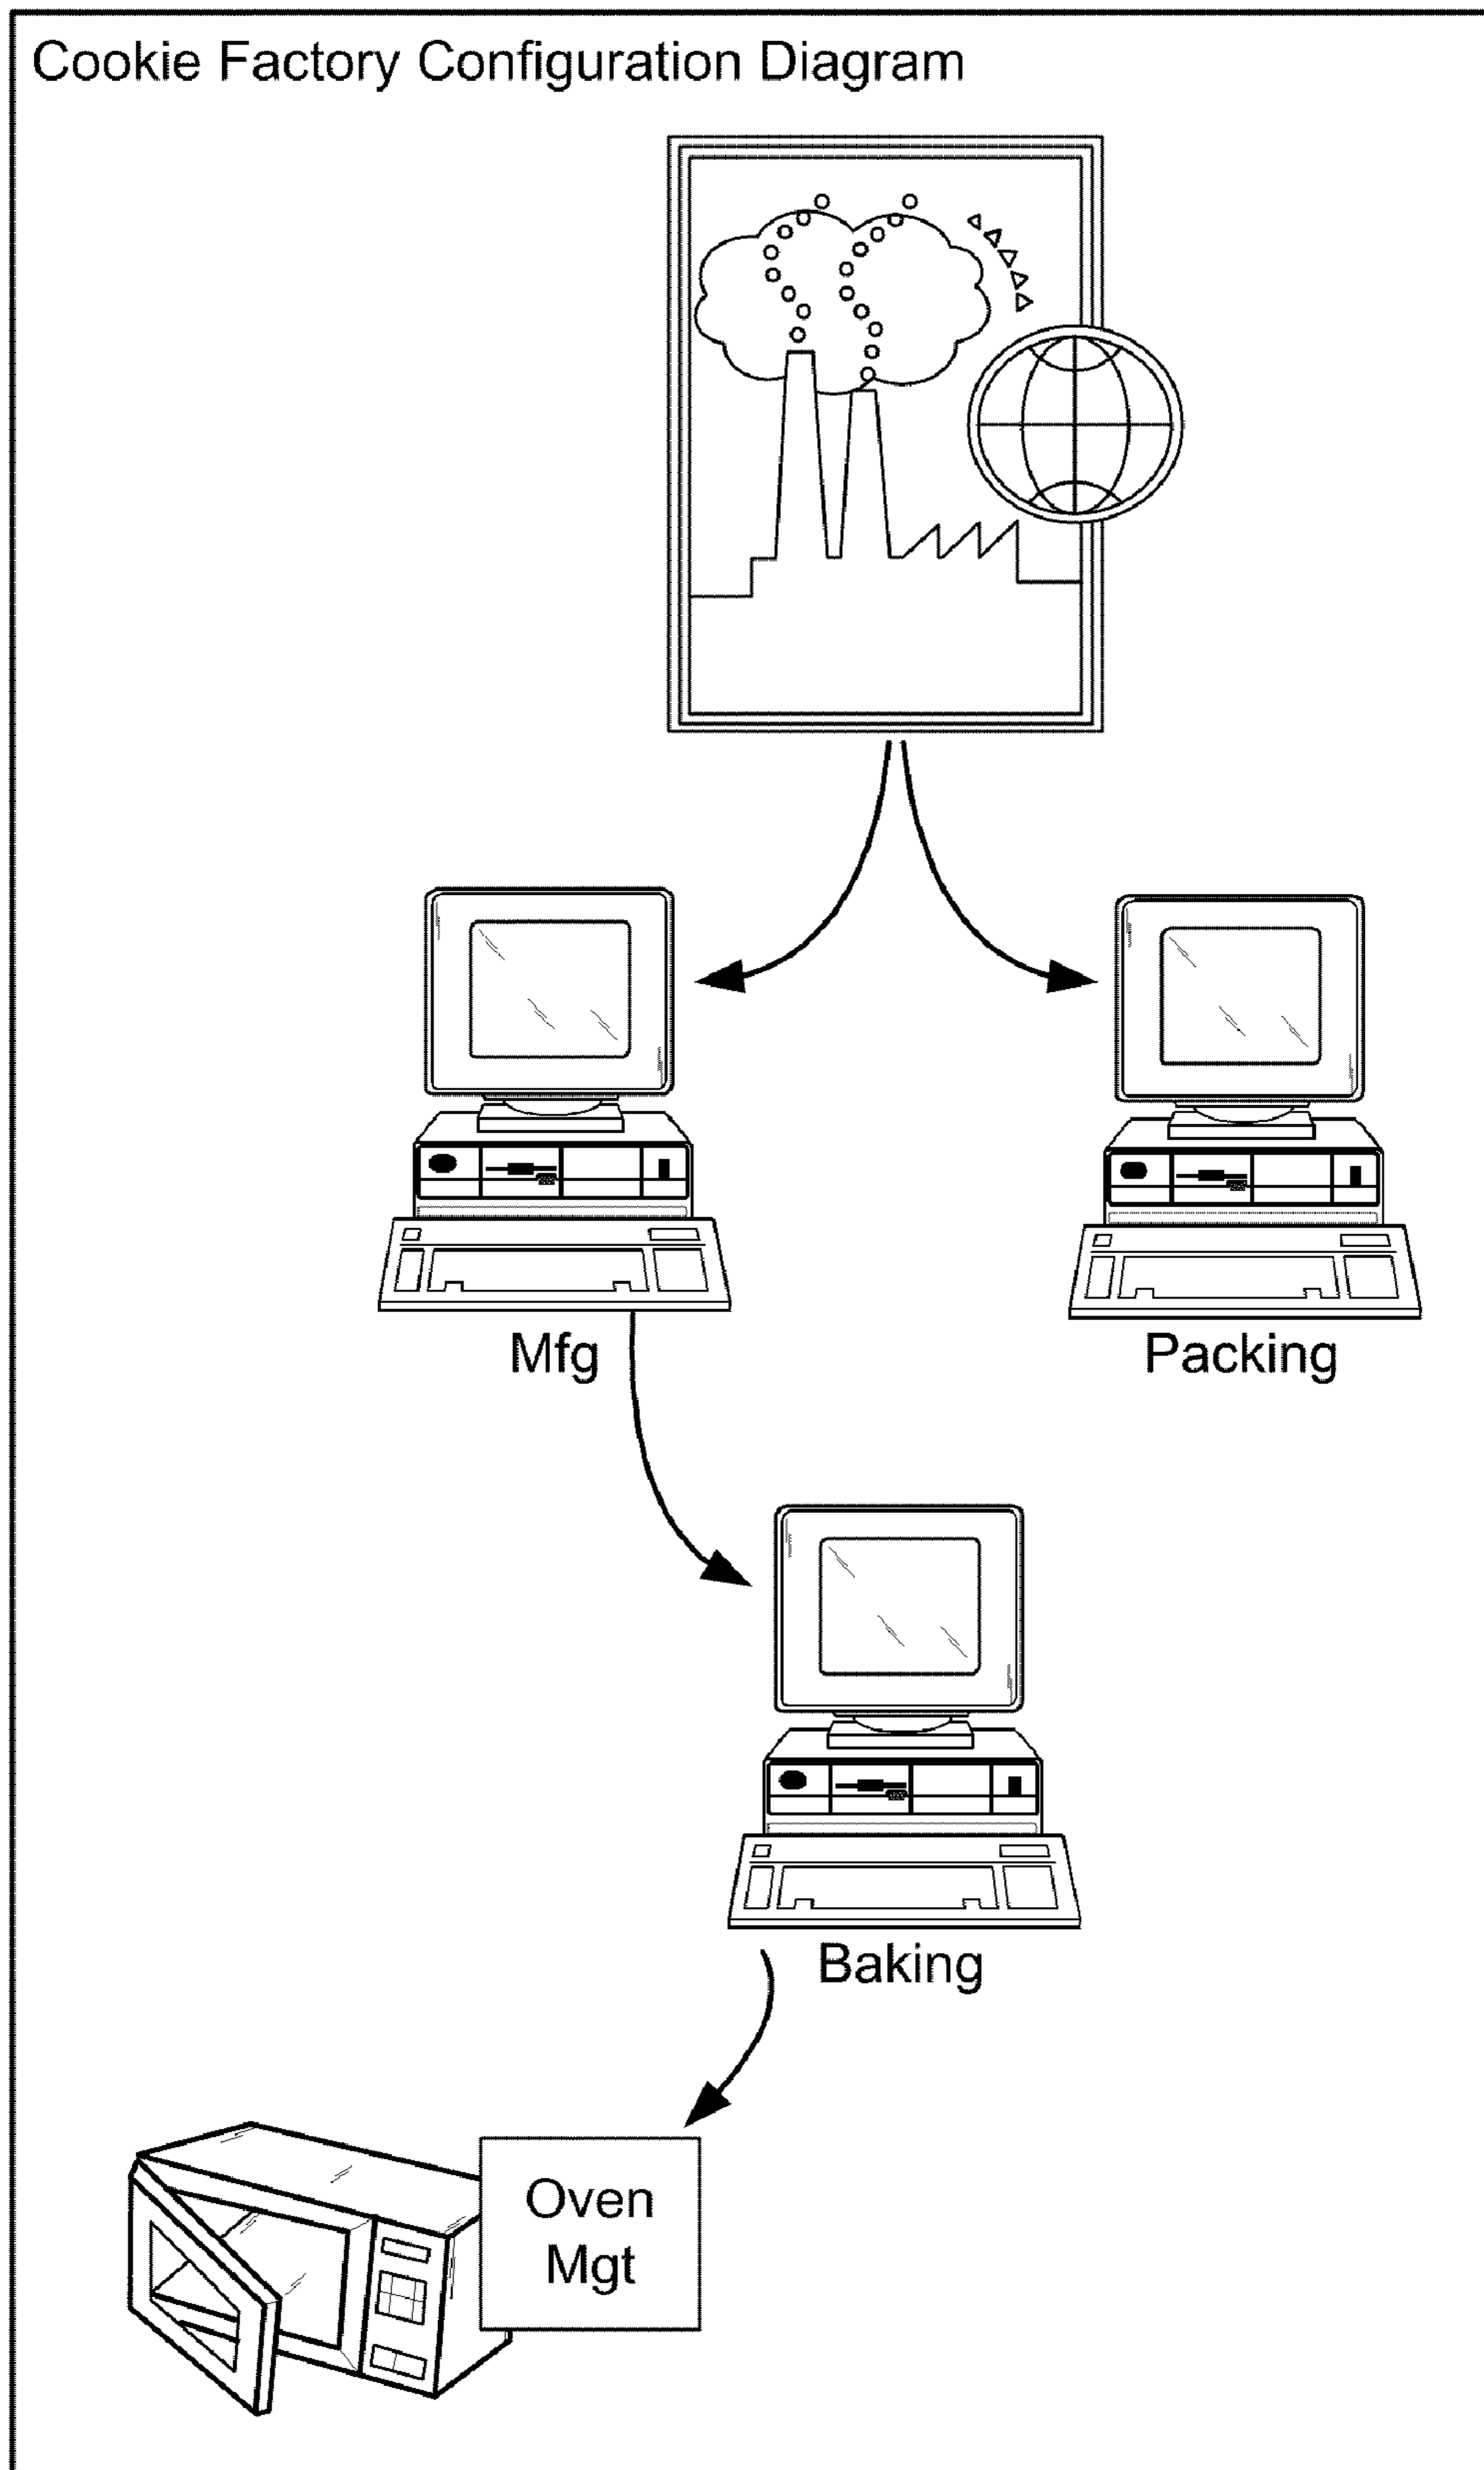 Cookie Factory Configuration Diagram
Mfg
Packing
Baking
Oven
Mgt